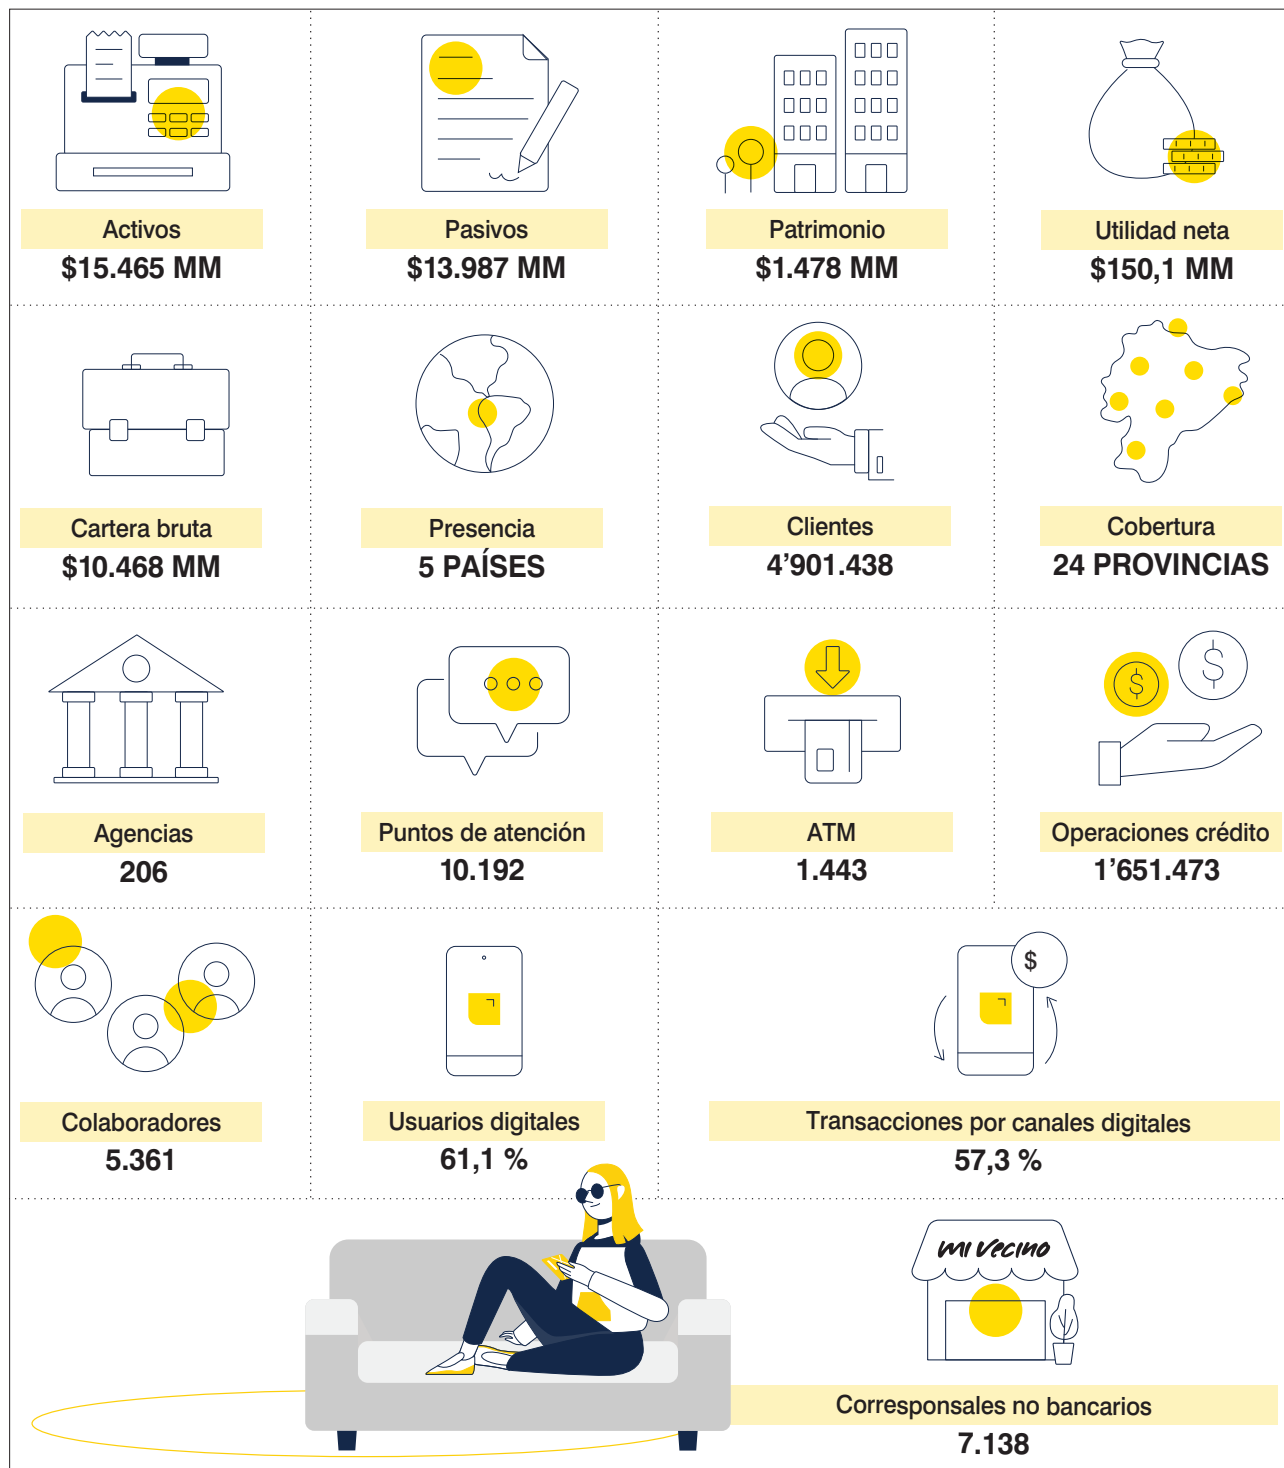 Activos
$15.465 MM
Pasivos
$13.987 MM
Patrimonio
$1.478 MM
Utilidad neta
$150,1 MM
Cartera bruta
$10.468 MM
Presencia
5 PAÍSES
Clientes
4’901.438
Cobertura
24 PROVINCIAS
Agencias
206
Puntos de atención
10.192
ATM
1.443
$
$
Operaciones crédito
1’651.473
Colaboradores
5.361
Usuarios digitales
61,1 %
$
Transacciones por canales digitales
57,3 %
mi vecino
Corresponsales no bancarios
7.138